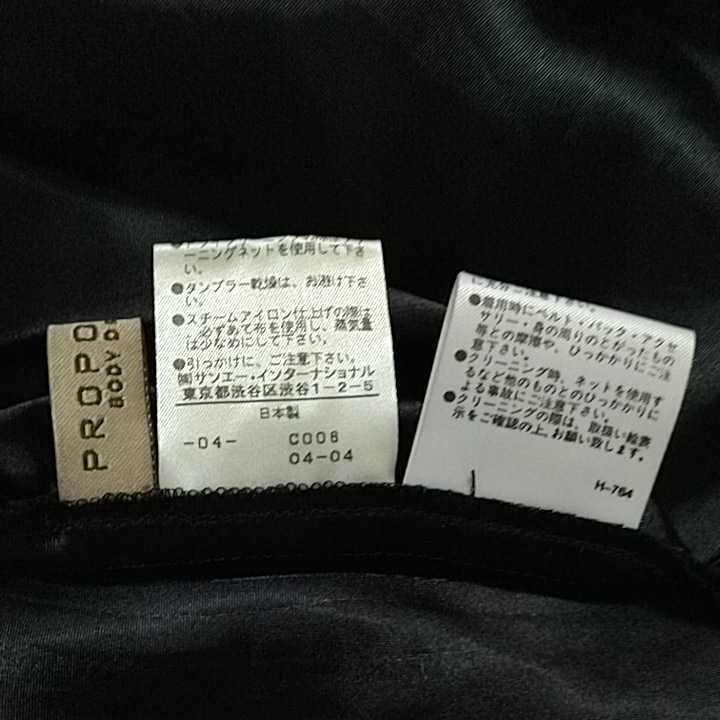 PROPO
BODY D
ーニングネットを使用して下さ
い。
●タンブラー乾燥は、お避け下さ
い。
●スチームアイロン仕上げの際は
必ずあて布を使用し、蒸気量
は少なめにして下さい。
●引っかけに、ご注意下さい。
㈱サンエー・インターナショナル
東京都渋谷区渋谷1-2-5
日本製
-04- C008
04-04
に充分ご注意下さい。
●着用時にベルト・バック・アクセ
サリー・身の周りのとがったもの
等との摩擦や、ひっかかりにご注
意下さい。
●クリーニング時、ネットを使用す
るなど他のものとのひっかかりに
よる事故にご注意下さい。
●クリーニングの際は、取扱い絵表
示をご確認の上、お願い致します。
H-764